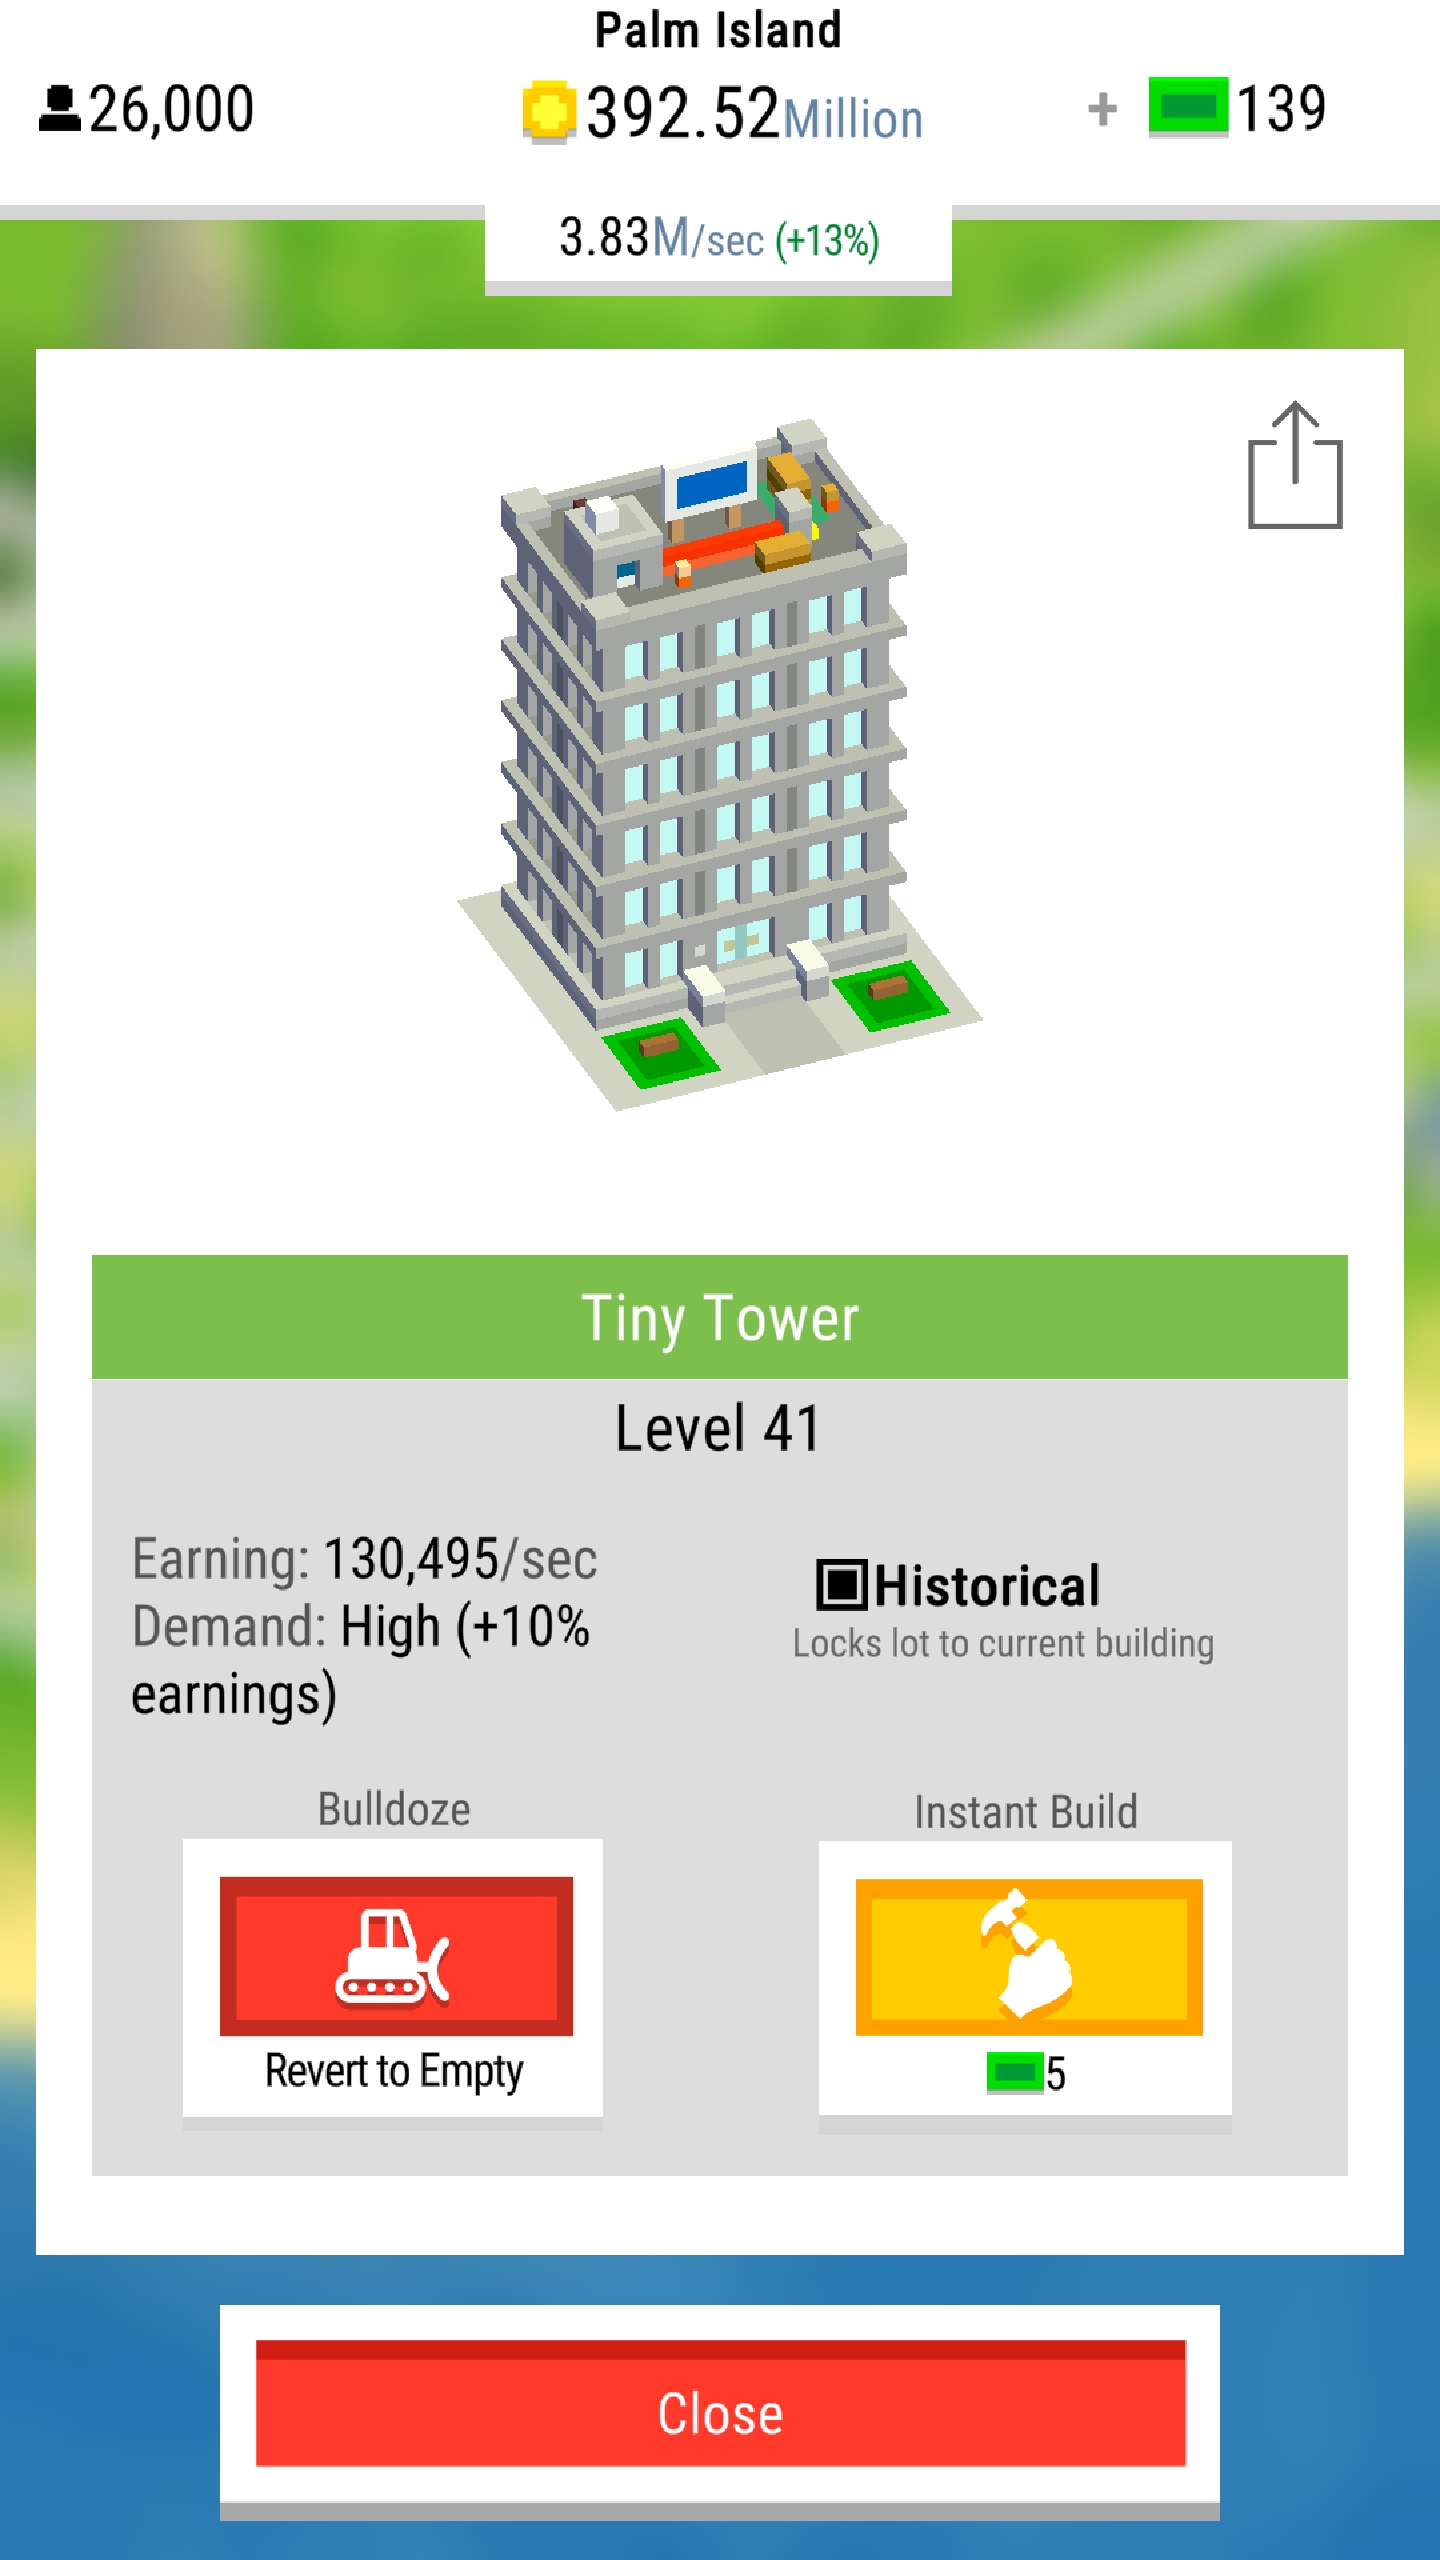 Palm Island
26,000
392.52Million
+ 139
3.83M/sec (+13%)
Tiny Tower
Level 41
Earning: 130,495/sec
Demand: High (+10%
earnings)
Historical
Locks lot to current building
Bulldoze
Revert to Empty
Instant Build
5
Close